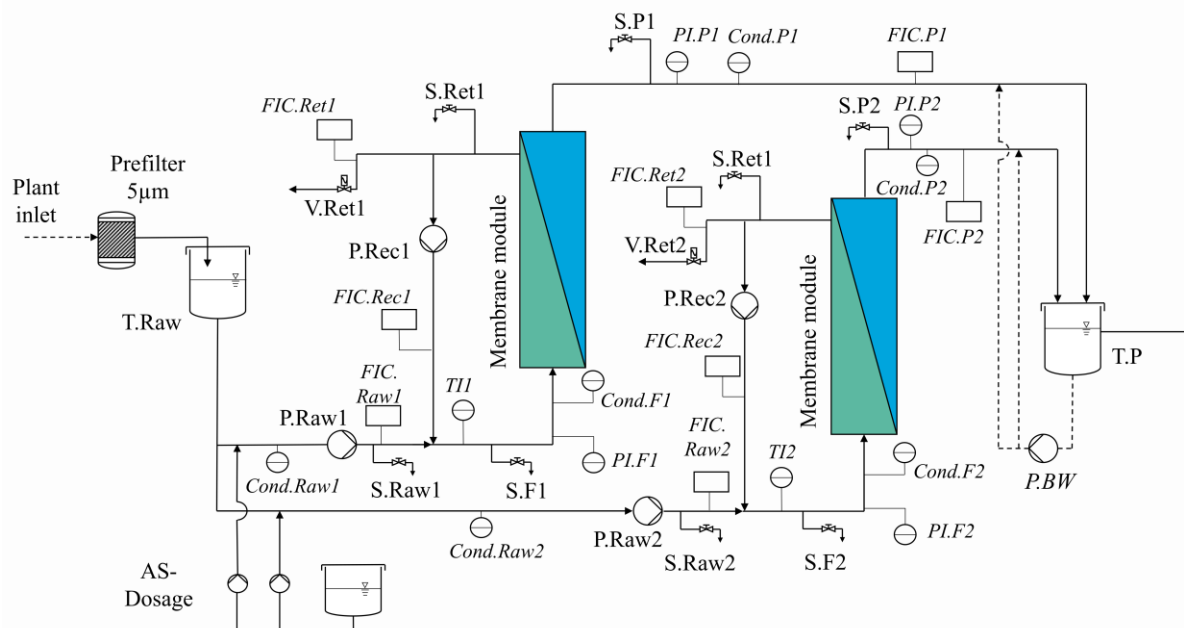 S.P1
PI.P1
Cond.P1
FIC.P1
FIC.Ret1
S.Ret1
S.P2
PI.P2
Prefilter
5µm
Plant
inlet
V.Ret1
P.Rec1
Membrane module
FIC.Ret2
S.Ret1
Cond.P2
FIC.P2
V.Ret2
P.Rec2
Membrane module
T.Raw
FIC.Rec1
FIC.Rec2
T.P
FIC.
Raw1
TI1
Cond.F1
P.Raw1
FIC.
Raw2
TI2
PI.F1
Cond.F2
P.BW
Cond.Raw1
S.Raw1
S.F1
Cond.Raw2
P.Raw2
S.Raw2
S.F2
PI.F2
AS-
Dosage